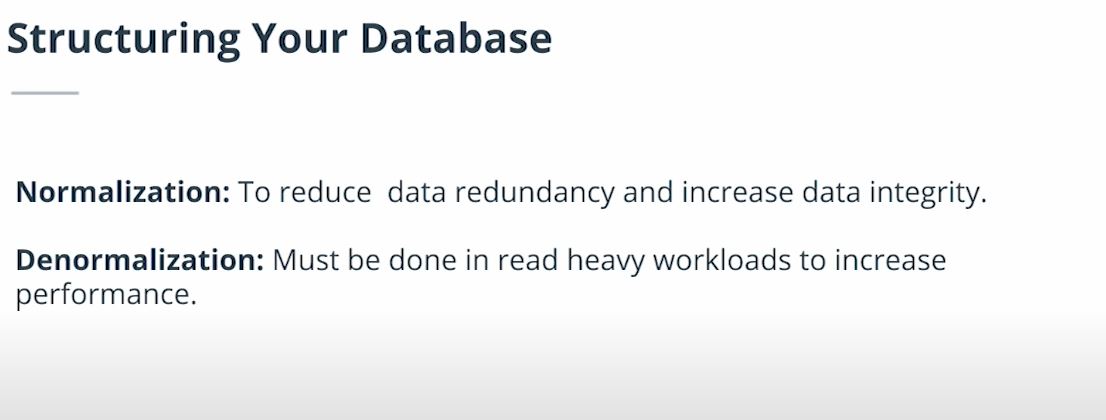 Structuring Your Database
Normalization: To reduce  data redundancy and increase data integrity.
Denormalization: Must be done in read heavy workloads to increase
performance.